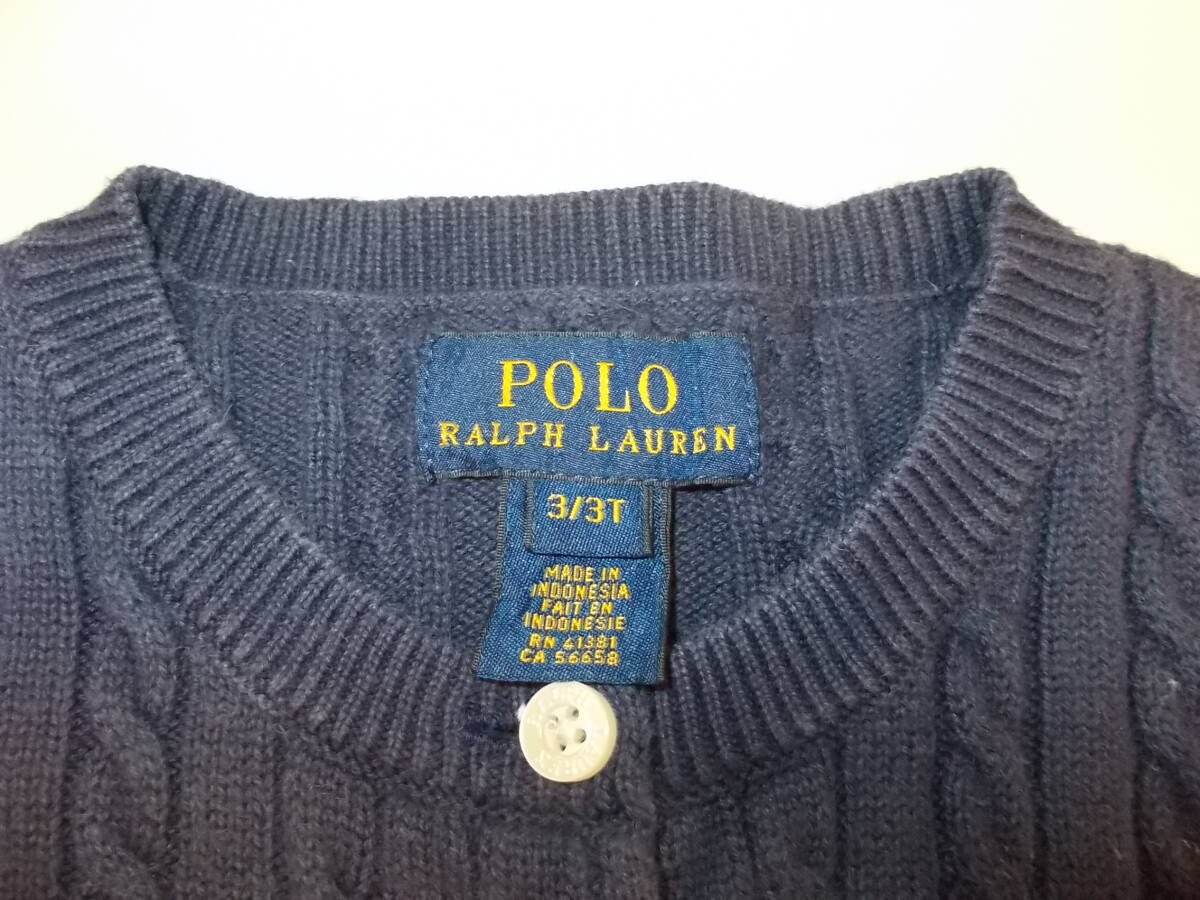 POLO
RALPH LAUREN
3/3T
MADE IN
INDONESIA
FAIT EN
INDONESIE
RN 41381
CA 56658